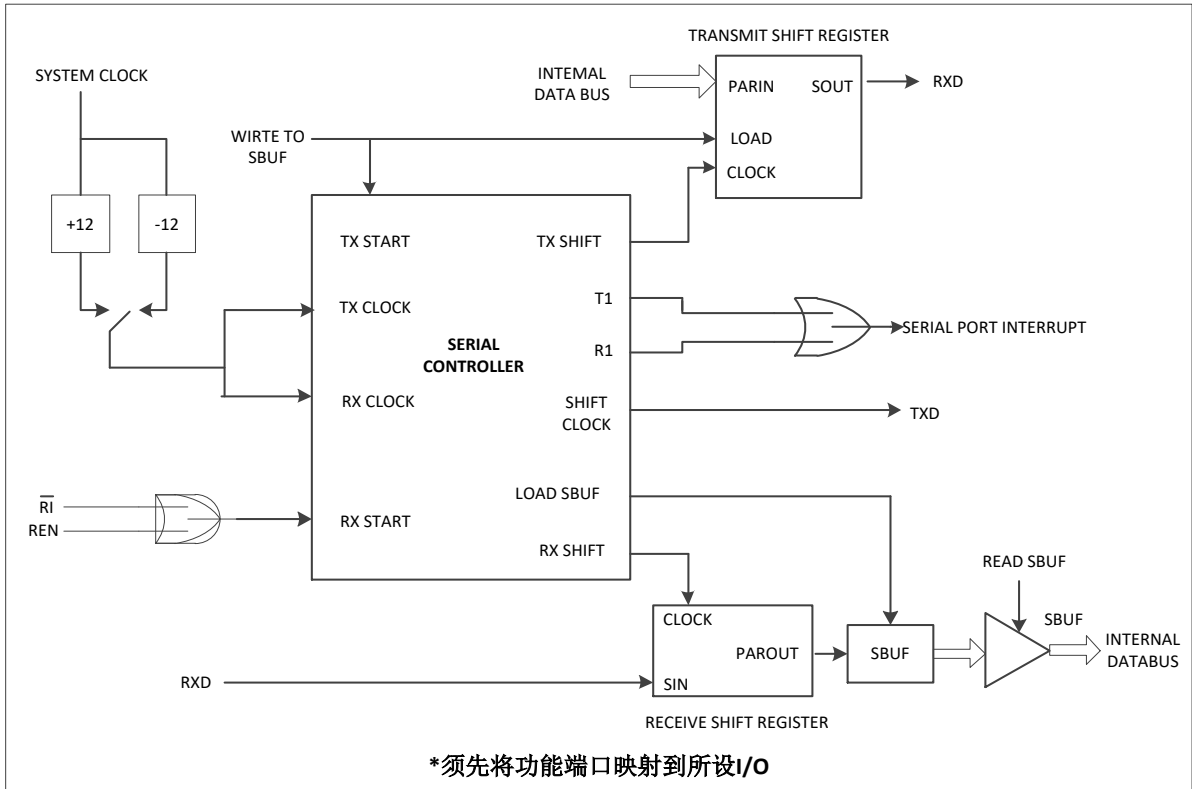 TRANSMIT SHIFT REGISTER
SYSTEM CLOCK
INTEMAL
DATA BUS
PARIN
SOUT
RXD
WIRTE TO
SBUF
LOAD
CLOCK
+12
-12
TX START
TX SHIFT
TX CLOCK
T1
SERIAL PORT INTERRUPT
SERIAL
CONTROLLER
R1
RX CLOCK
SHIFT
CLOCK
TXD
LOAD SBUF
R̅I̅
REN
RX START
RX SHIFT
READ SBUF
CLOCK
SBUF
PAROUT
SBUF
INTERNAL
DATABUS
RXD
SIN
RECEIVE SHIFT REGISTER
*须先将功能端口映射到所设I/O